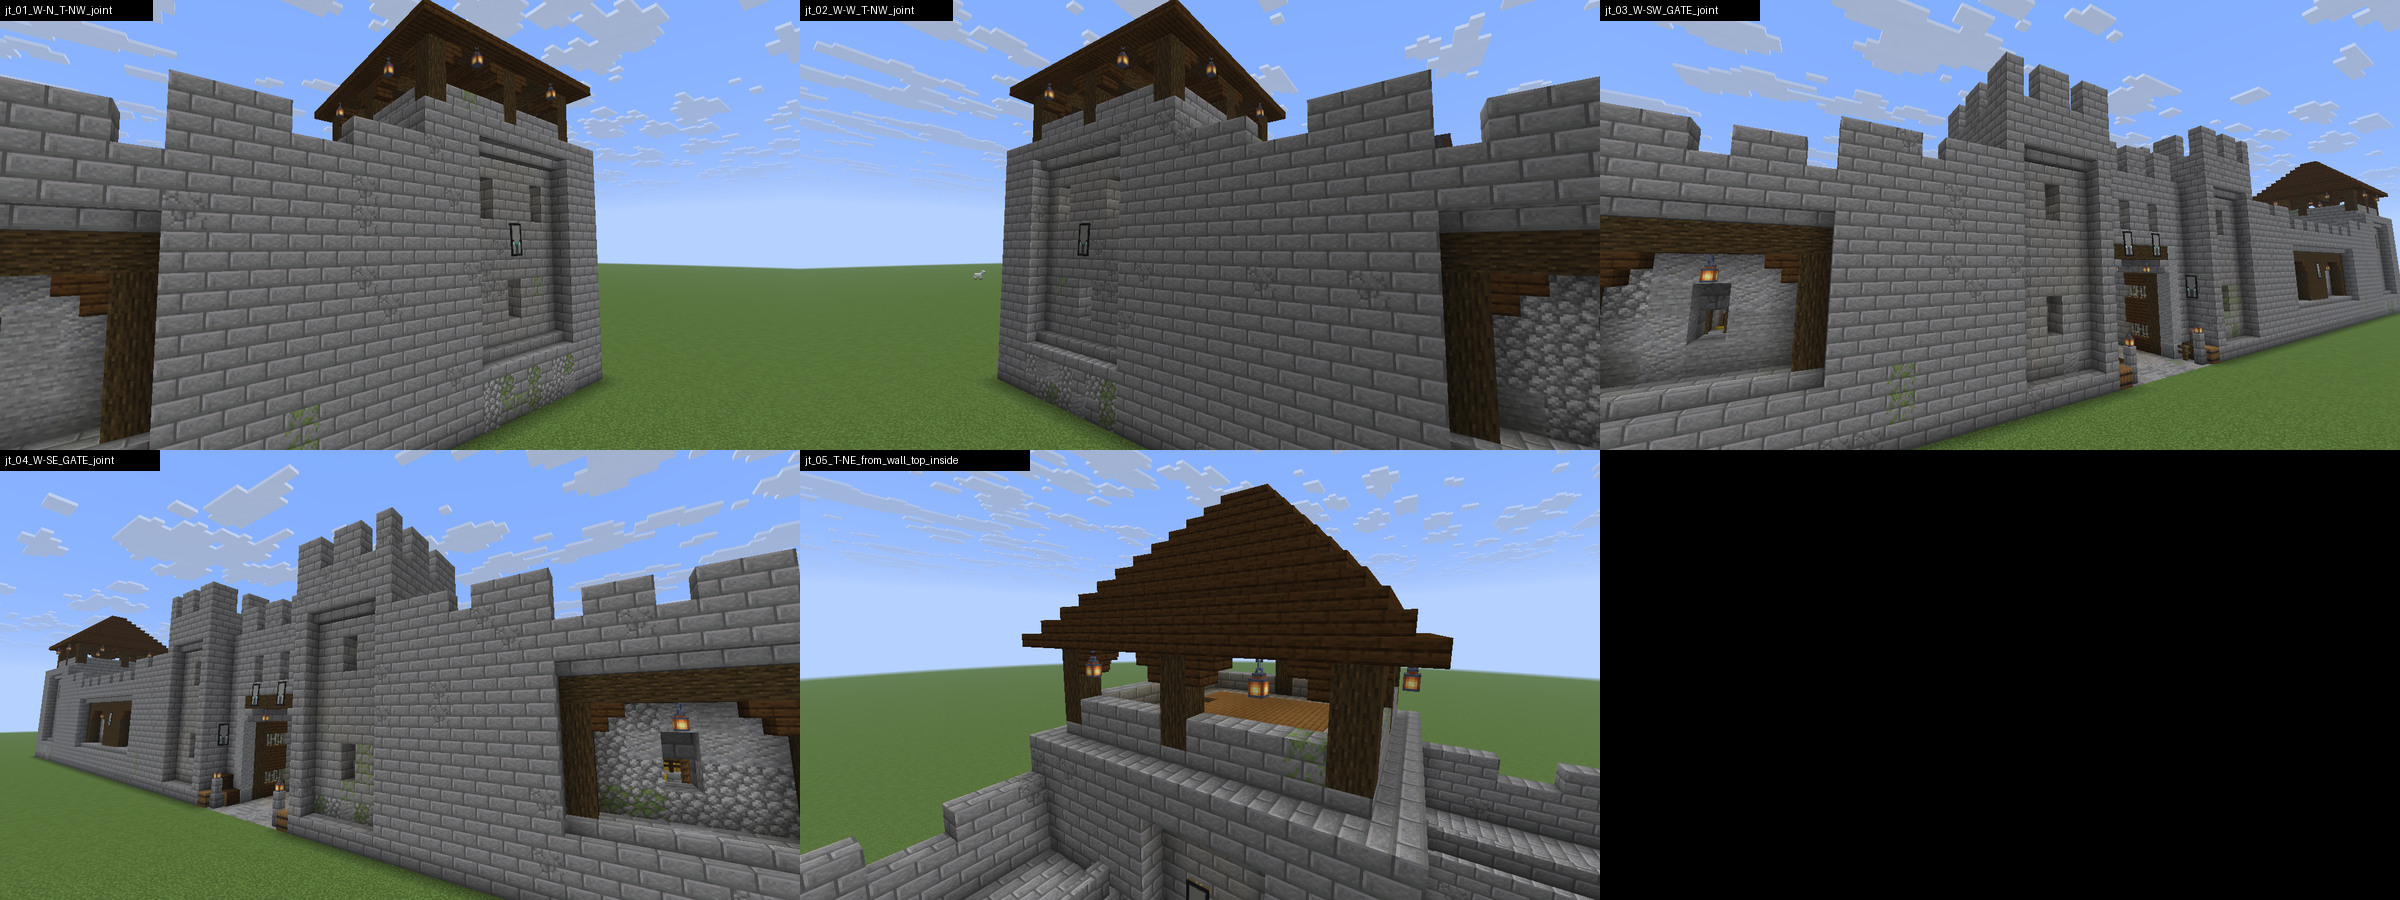 jt_01_W-N_T-NW_joint
jt_02_W-W_T-NW_joint
jt_03_W-SW_GATE_joint
jt_04_W-SE_GATE_joint
jt_05_T-NE_from_wall_top_inside